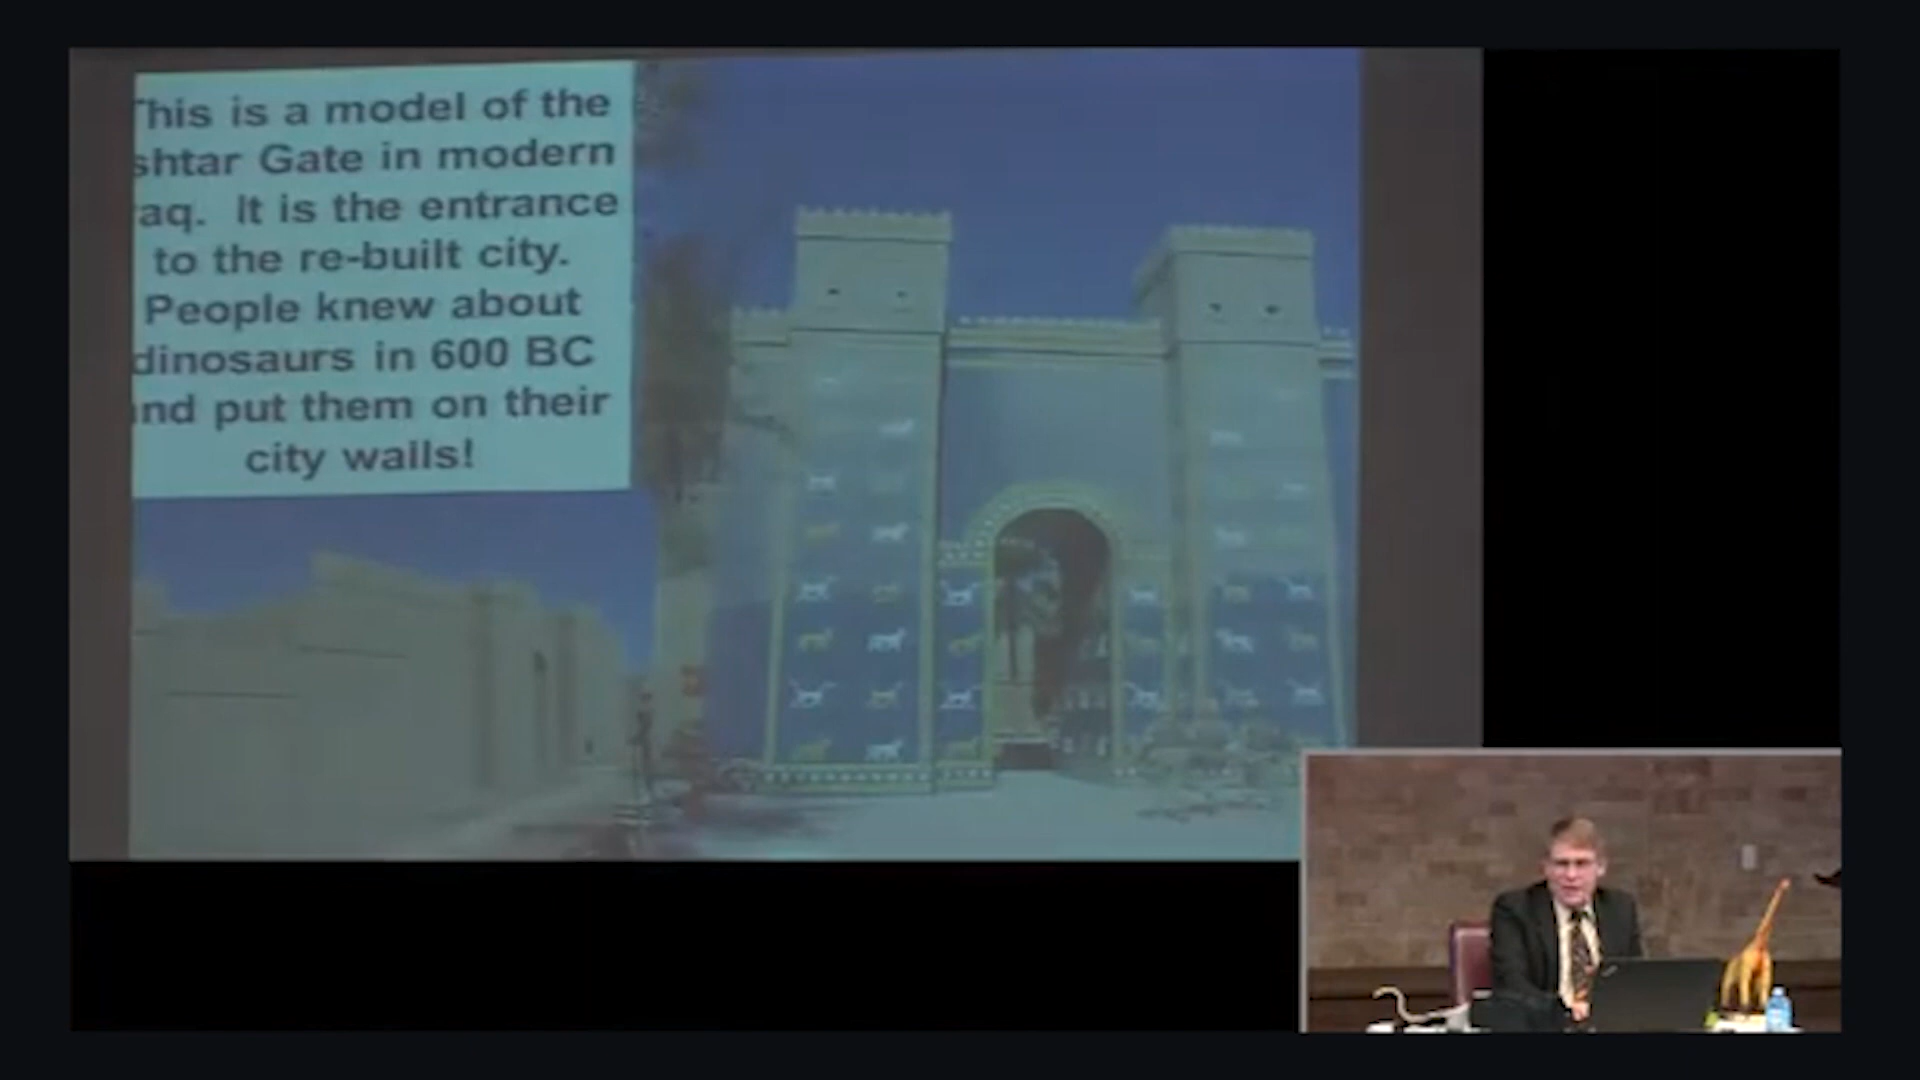 This is a model of the
shtar Gate in modern
raq. It is the entrance
to the re-built city.
People knew about
dinosaurs in 600 BC
and put them on their
city walls!